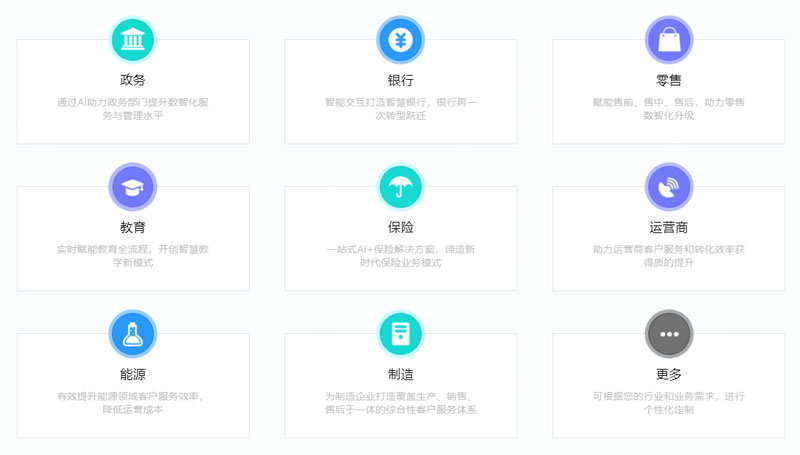 政务
通过AI助力政务部门提升数智化服
务与管理水平
银行
智能交互打造智慧银行，银行再一
次转型跃迁
零售
赋能售前、售中、售后，助力零售
数智化升级
教育
实时赋能教育全流程，开创智慧教
学新模式
保险
一站式AI+保险解决方案，缔造新
时代保险业务模式
运营商
助力运营商客户服务和转化效率获
得质的提升
能源
有效提升能源领域客户服务效率，
降低运营成本
制造
为制造企业打造覆盖生产、销售、
售后于一体的综合性客户服务体系
更多
可根据您的行业和业务需求，进行
个性化定制